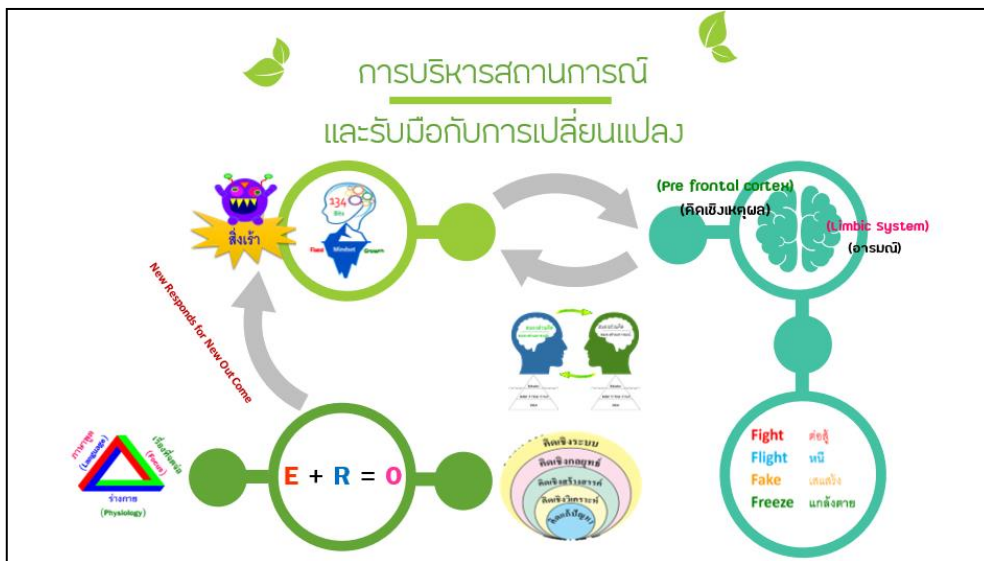 การบริหารสถานการณ์
และรับมือกับการเปลี่ยนแปลง
สิ่งเร้า
134
Bits
Fixed Mindset Growth
(Pre frontal cortex)
(คิดเชิงเหตุผล)
(Limbic System)
(อารมณ์)
New Responds for New Out Come
ภาษาพูด
(Language)
(Focus)
ร่างกาย
(Physiology)
E + R = O
คิดเชิงระบบ
คิดเชิงกลยุทธ์
คิดเชิงสร้างสรรค์
คิดเชิงวิเคราะห์
คิดแก้ปัญหา
Fight ต่อสู้
Flight หนี
Fake เสแสร้ง
Freeze แกล้งตาย